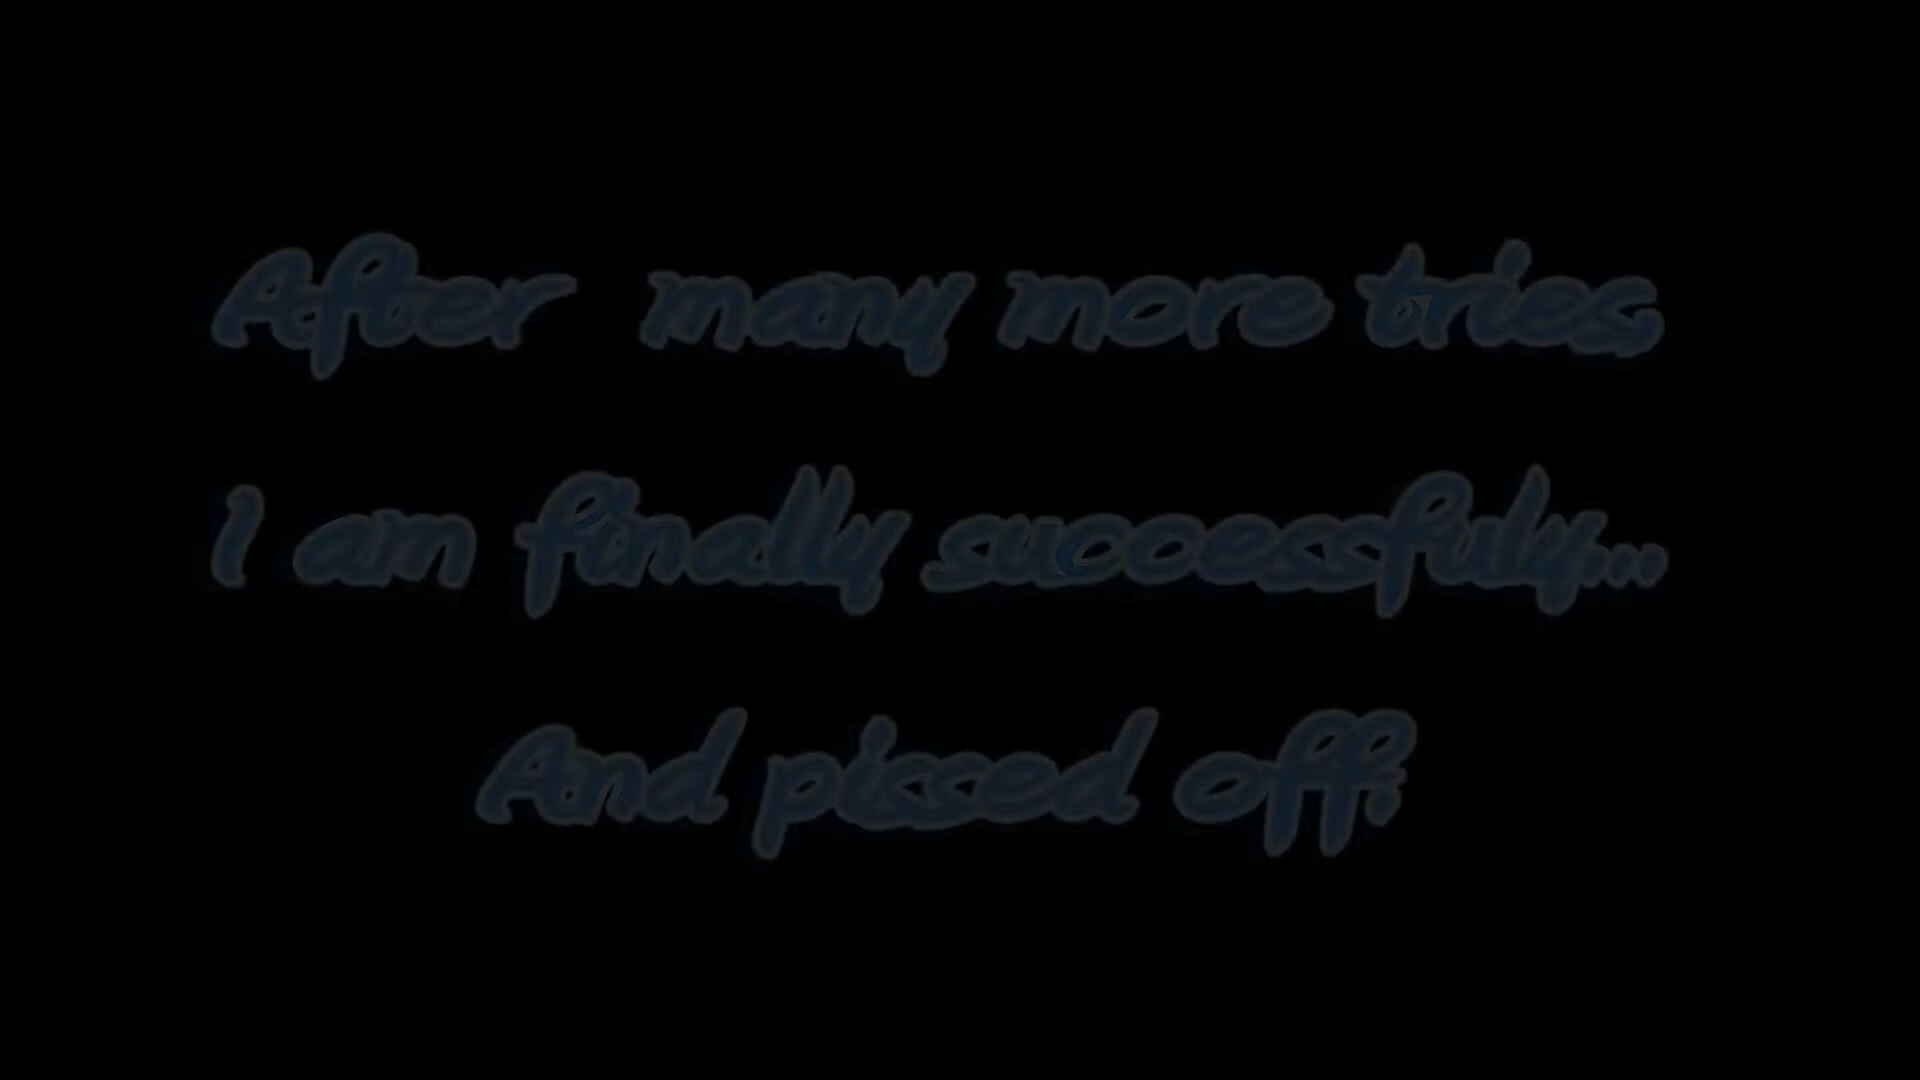 After many more tries,
I am finally successfuly...
And pissed off.